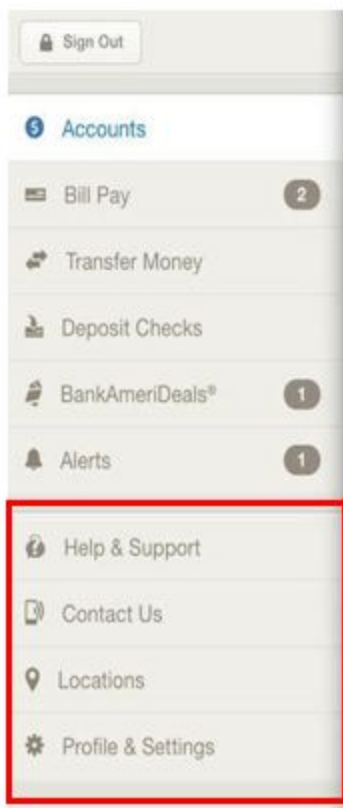 Sign Out
Accounts
Bill Pay 2
Transfer Money
Deposit Checks
BankAmeriDeals® 1
Alerts 1
Help & Support
Contact Us
Locations
Profile & Settings